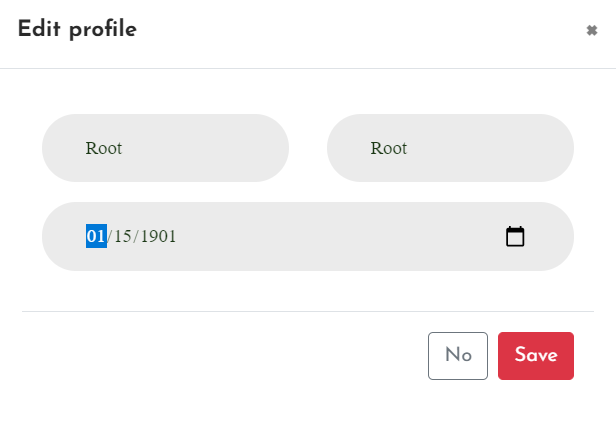 Edit profile
Root Root
01/15/1901
No Save